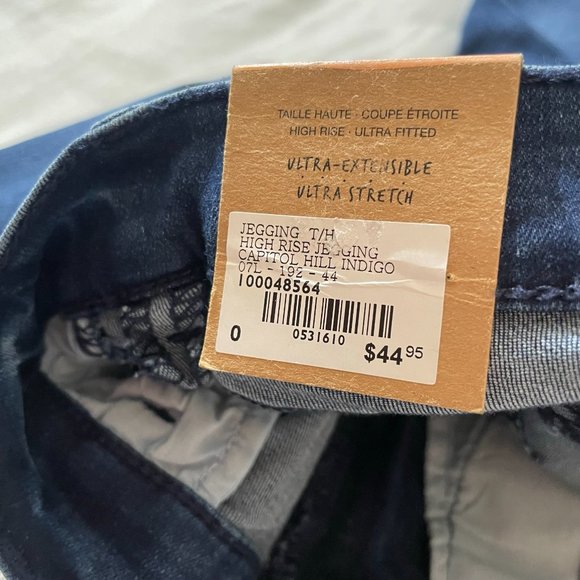 TAILLE HAUTE · COUPE ÉTROITE
HIGH RISE · ULTRA FITTED
ULTRA-EXTENSIBLE
ULTRA STRETCH
JEGGING T/H
HIGH RISE JEGGING
CAPITOL HILL INDIGO
07L - 192 - 44
100048564
0531610
0
$44.95